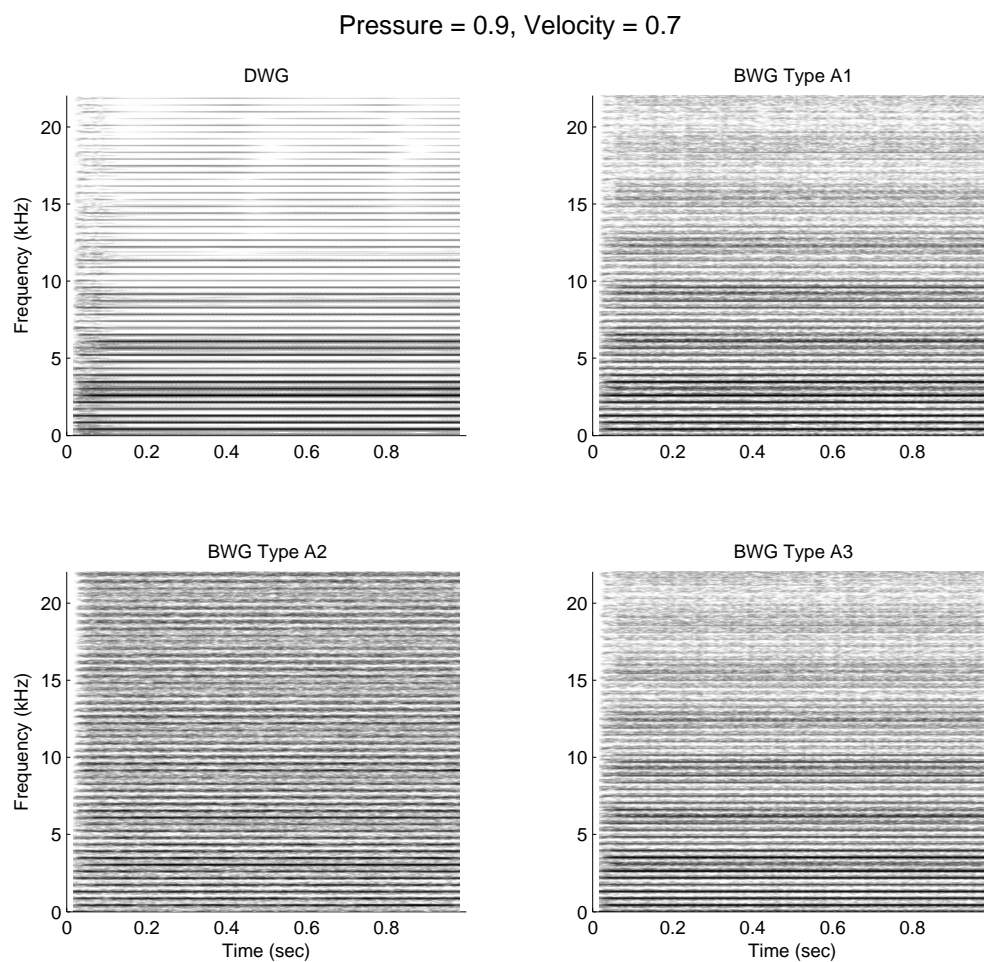 Pressure = 0.9, Velocity = 0.7
DWG
BWG Type A1
20
15
10
5
0
Frequency (kHz)
0 0.2 0.4 0.6 0.8
20
15
10
5
0
0 0.2 0.4 0.6 0.8
BWG Type A2
BWG Type A3
20
15
10
5
0
Frequency (kHz)
0 0.2 0.4 0.6 0.8
Time (sec)
20
15
10
5
0
0 0.2 0.4 0.6 0.8
Time (sec)